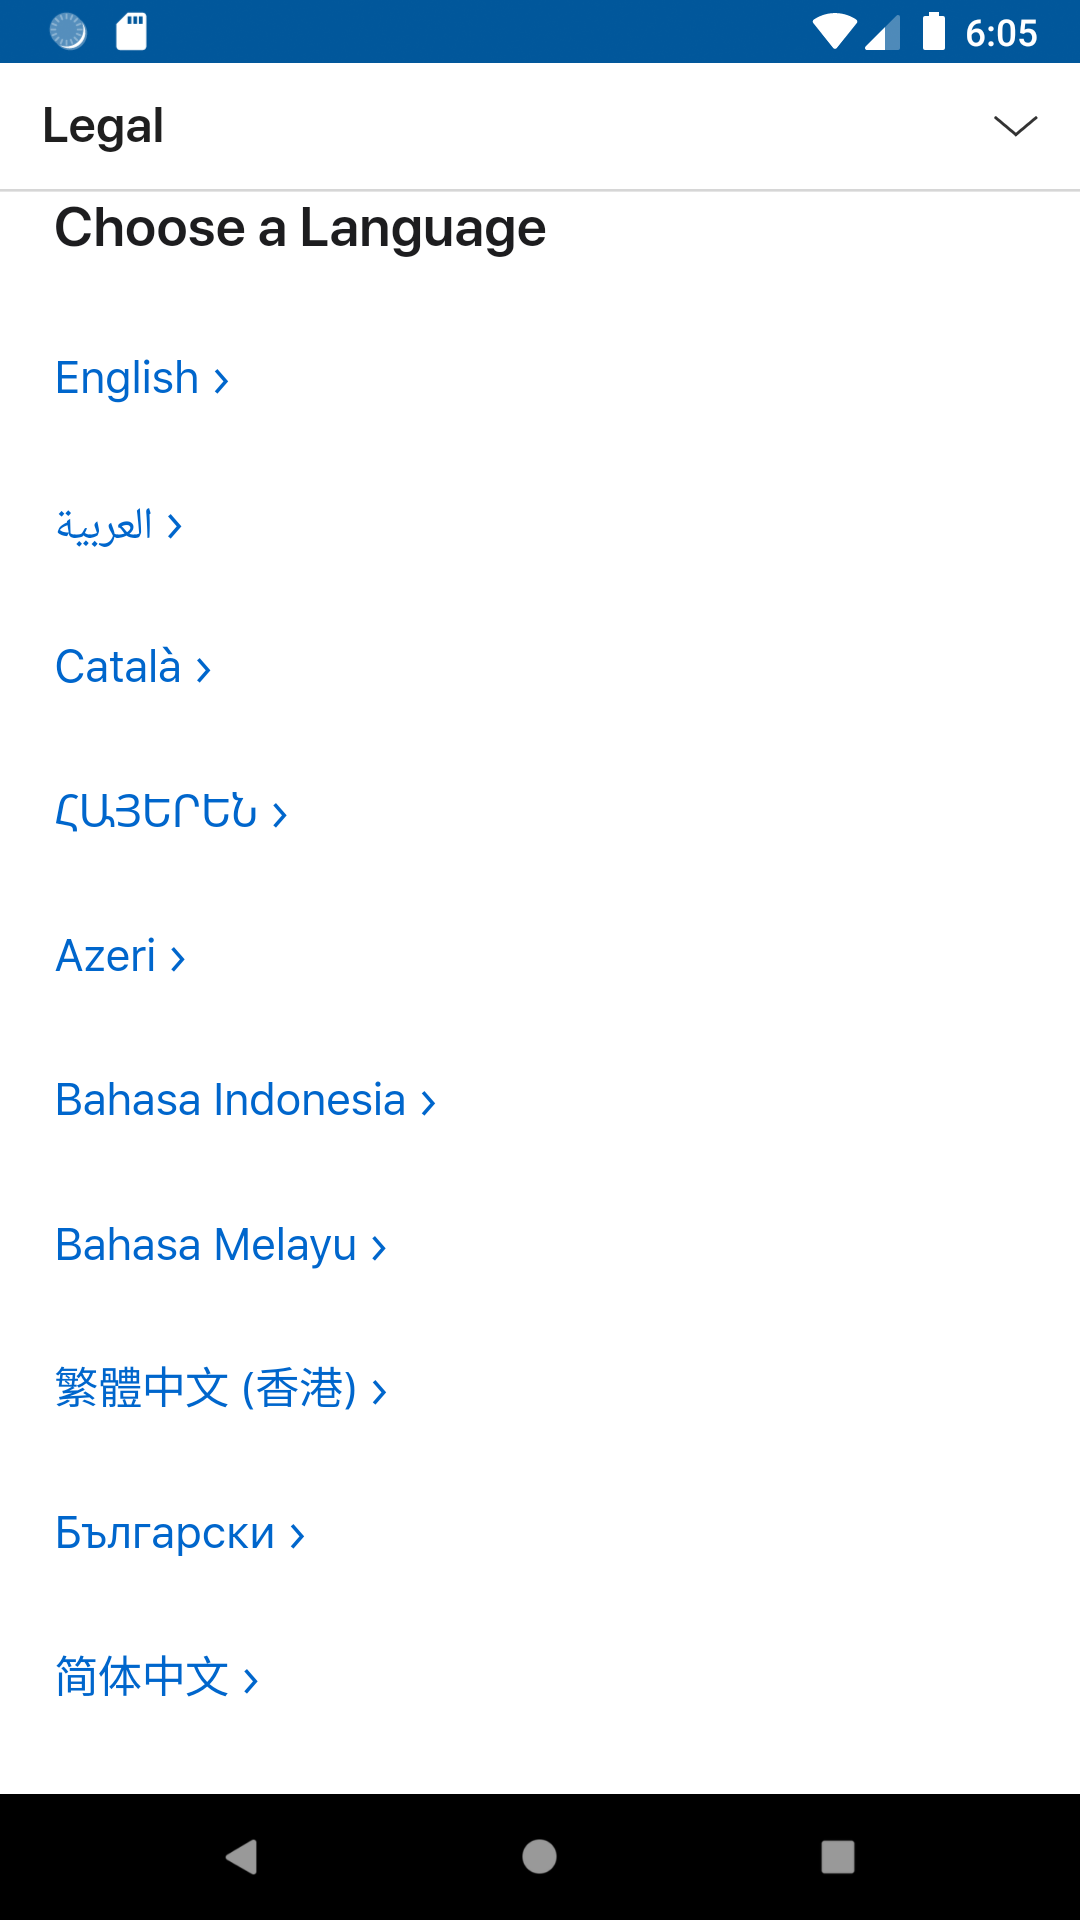 6:05
Legal
Choose a Language
English
العربية
Català
ՀԱՅԵՐԵՆ
Azeri
Bahasa Indonesia
Bahasa Melayu
繁體中文 (香港)
Български
简体中文